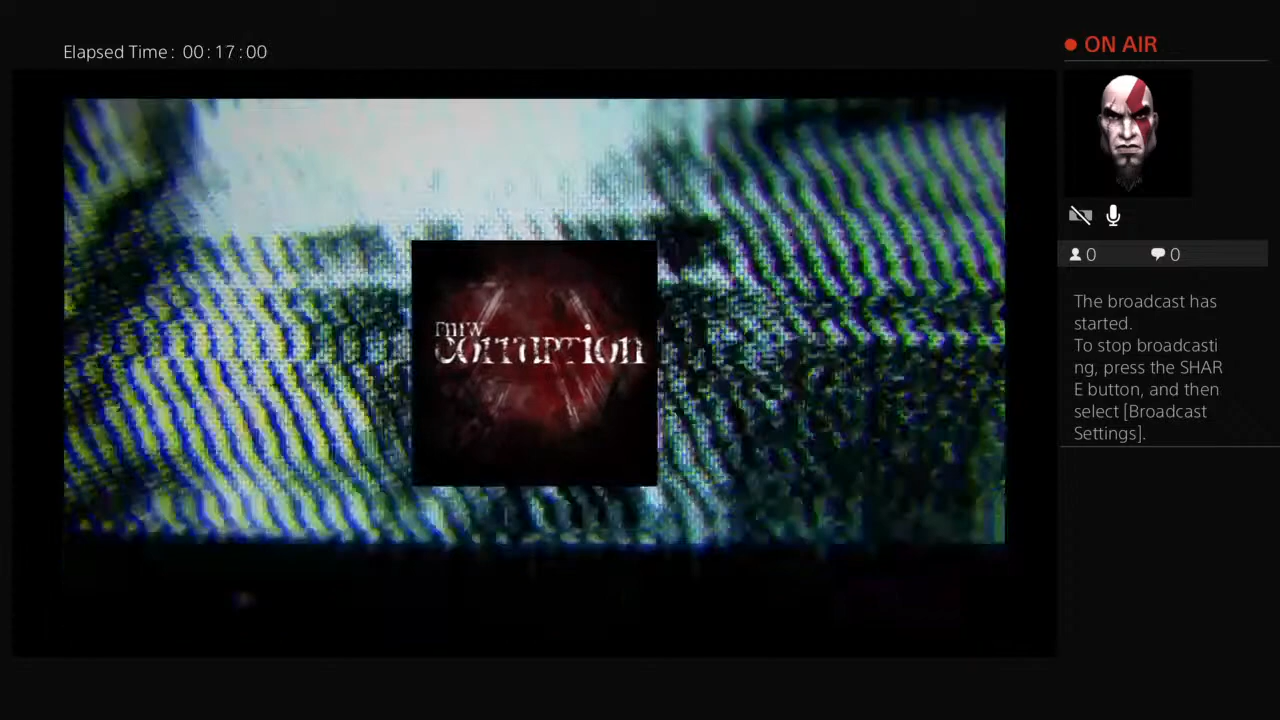 Elapsed Time: 00:17:00
ON AIR
corruption
0
0
The broadcast has
started.
To stop broadcasti
ng, press the SHAR
E button, and then
select [Broadcast
Settings].